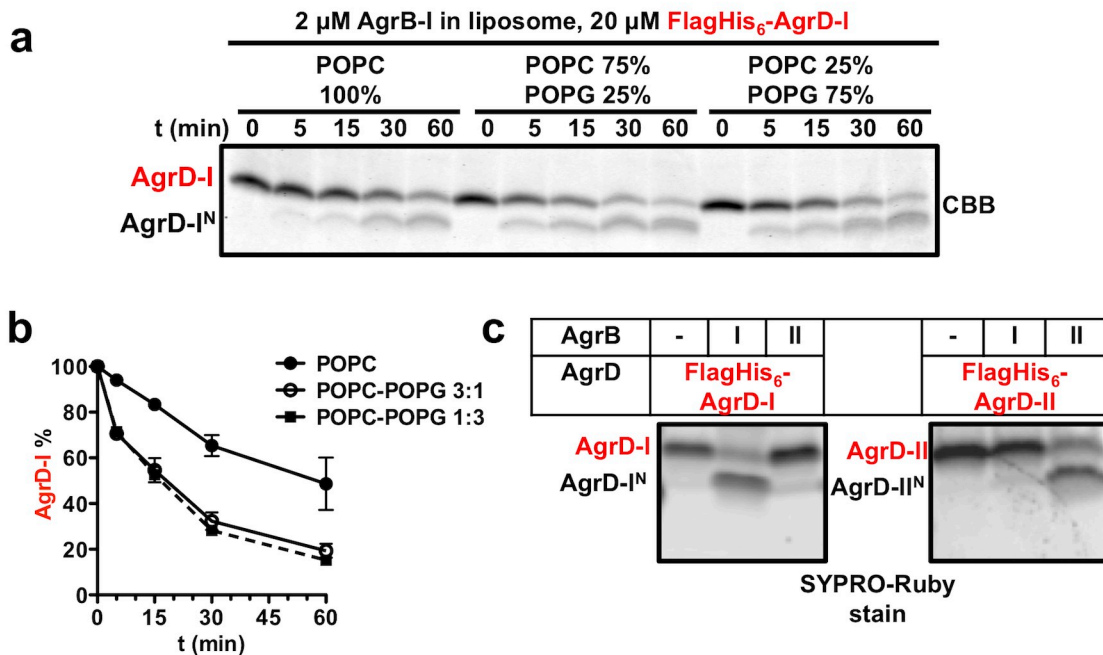 a
2 µM AgrB-I in liposome, 20 µM FlagHis₆-AgrD-I
POPC 100%
POPC 75% POPG 25%
POPC 25% POPG 75%
t (min) 0 5 15 30 60 0 5 15 30 60 0 5 15 30 60
AgrD-I
AgrD-Iᴺ
CBB
b
100
80
60
40
20
0
AgrD-I %
0 15 30 45 60
t (min)
POPC
POPC-POPG 3:1
POPC-POPG 1:3
c
AgrB - I II - I II
AgrD FlagHis₆-AgrD-I FlagHis₆-AgrD-II
AgrD-I
AgrD-Iᴺ
AgrD-II
AgrD-IIᴺ
SYPRO-Ruby
stain